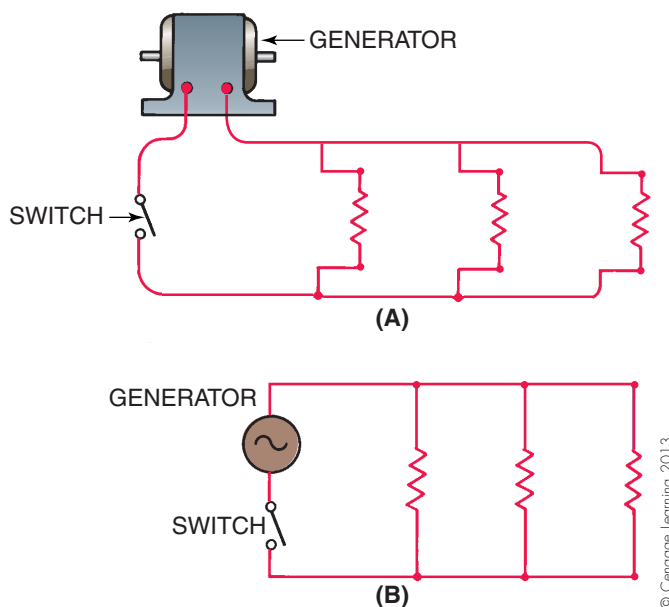 GENERATOR
SWITCH
(A)
GENERATOR
SWITCH
(B)
© Cengage Learning 2013